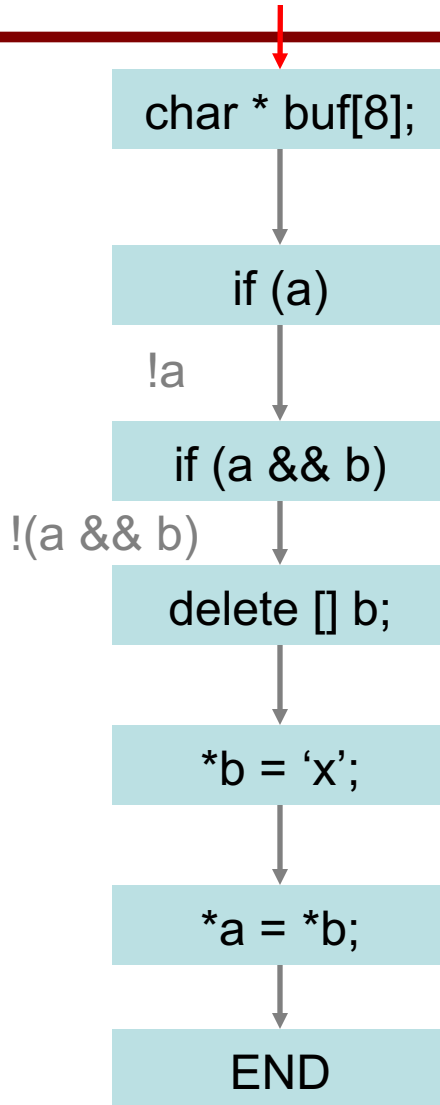 char * buf[8];
if (a)
!a
if (a && b)
!(a && b)
delete [] b;
*b = ‘x’;
*a = *b;
END